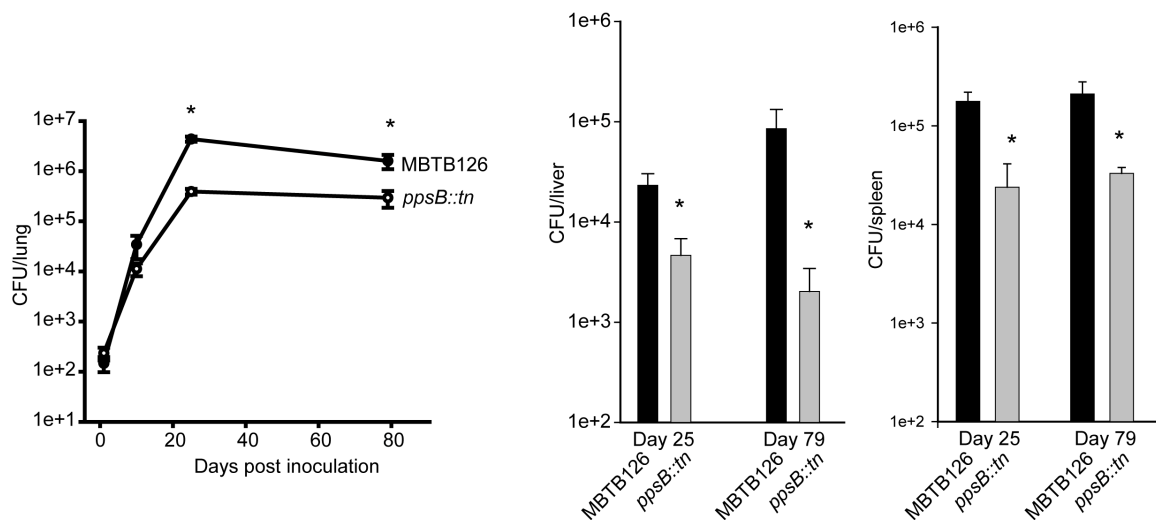 CFU/lung
1e+7
1e+6
1e+5
1e+4
1e+3
1e+2
1e+1
* *
MBTB126
ppsB::tn
0 20 40 60 80
Days post inoculation
CFU/liver
1e+6
1e+5
1e+4
1e+3
1e+2
* *
Day 25 Day 79
MBTB126 ppsB::tn MBTB126 ppsB::tn
CFU/spleen
1e+6
1e+5
1e+4
1e+3
1e+2
* *
Day 25 Day 79
MBTB126 ppsB::tn MBTB126 ppsB::tn